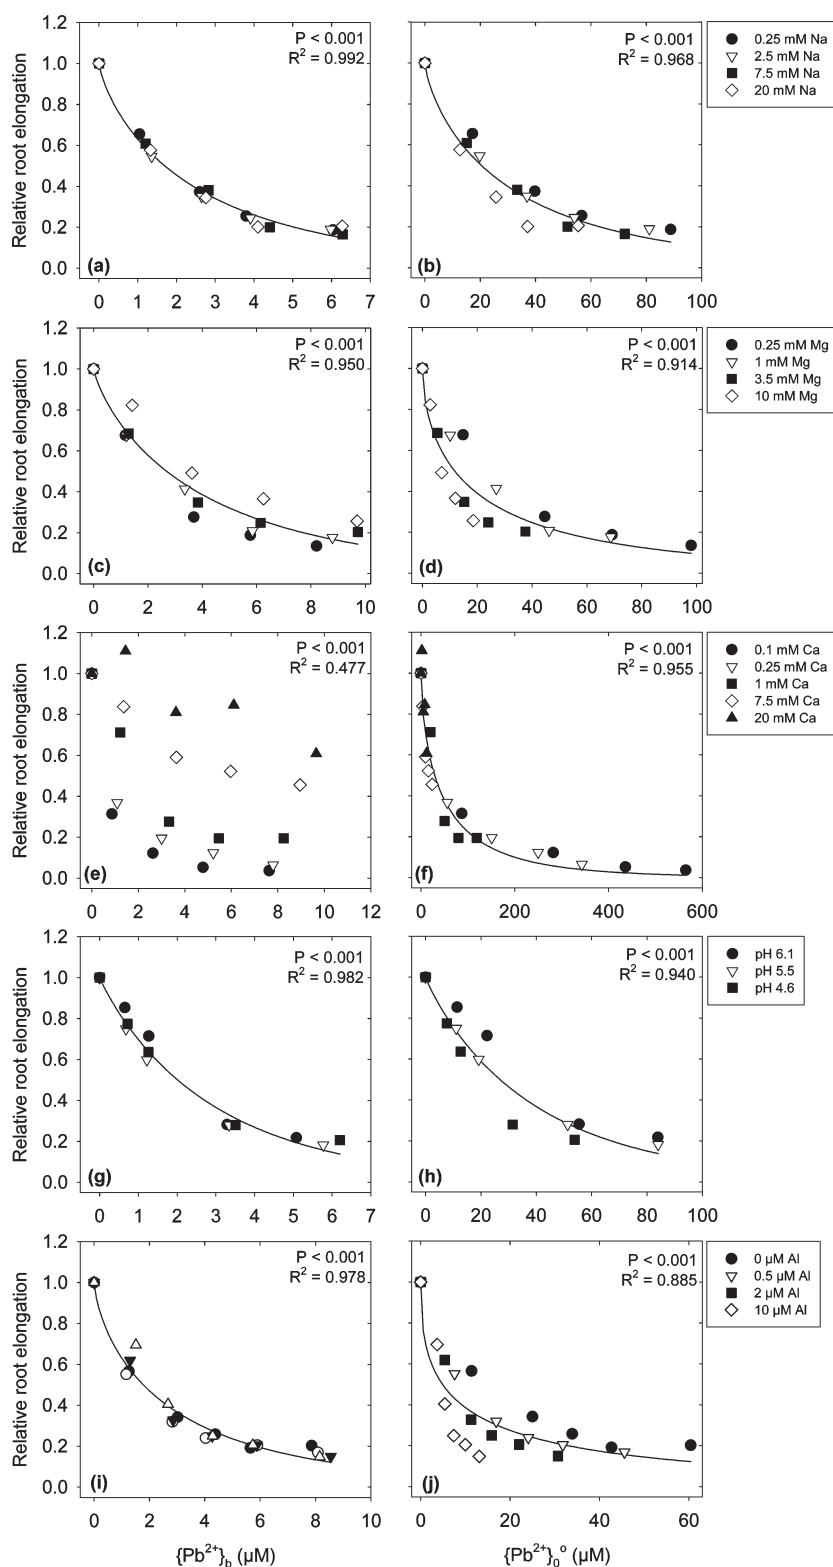 Relative root elongation
1.2
1.0
0.8
0.6
0.4
0.2
0.0
P < 0.001
R² = 0.992
(a)
0 1 2 3 4 5 6 7
P < 0.001
R² = 0.968
(b)
0 20 40 60 80 100
0.25 mM Na
2.5 mM Na
7.5 mM Na
20 mM Na
Relative root elongation
1.2
1.0
0.8
0.6
0.4
0.2
0.0
P < 0.001
R² = 0.950
(c)
0 2 4 6 8 10
P < 0.001
R² = 0.914
(d)
0 20 40 60 80 100
0.25 mM Mg
1 mM Mg
3.5 mM Mg
10 mM Mg
Relative root elongation
1.2
1.0
0.8
0.6
0.4
0.2
0.0
P < 0.001
R² = 0.477
(e)
0 2 4 6 8 10 12
P < 0.001
R² = 0.955
(f)
0 200 400 600
0.1 mM Ca
0.25 mM Ca
1 mM Ca
7.5 mM Ca
20 mM Ca
Relative root elongation
1.2
1.0
0.8
0.6
0.4
0.2
0.0
P < 0.001
R² = 0.982
(g)
0 1 2 3 4 5 6 7
P < 0.001
R² = 0.940
(h)
0 20 40 60 80 100
pH 6.1
pH 5.5
pH 4.6
Relative root elongation
1.2
1.0
0.8
0.6
0.4
0.2
0.0
P < 0.001
R² = 0.978
(i)
0 2 4 6 8 10
{Pb²⁺}b (µM)
P < 0.001
R² = 0.885
(j)
0 10 20 30 40 50 60
{Pb²⁺}₀° (µM)
0 µM Al
0.5 µM Al
2 µM Al
10 µM Al